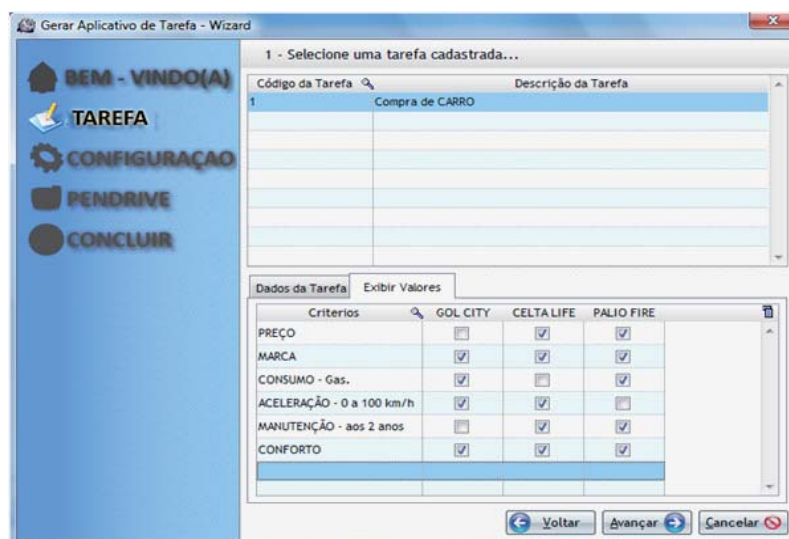 Gerar Aplicativo de Tarefa - Wizard
BEM - VINDO(A)
TAREFA
CONFIGURAÇAO
PENDRIVE
CONCLUIR
1 - Selecione uma tarefa cadastrada...
Código da Tarefa Descrição da Tarefa
1 Compra de CARRO
Dados da Tarefa Exibir Valores
Criterios GOL CITY CELTA LIFE PALIO FIRE
PREÇO
MARCA
CONSUMO - Gas.
ACELERAÇÃO - 0 a 100 km/h
MANUTENÇÃO - aos 2 anos
CONFORTO
Voltar Avançar Cancelar